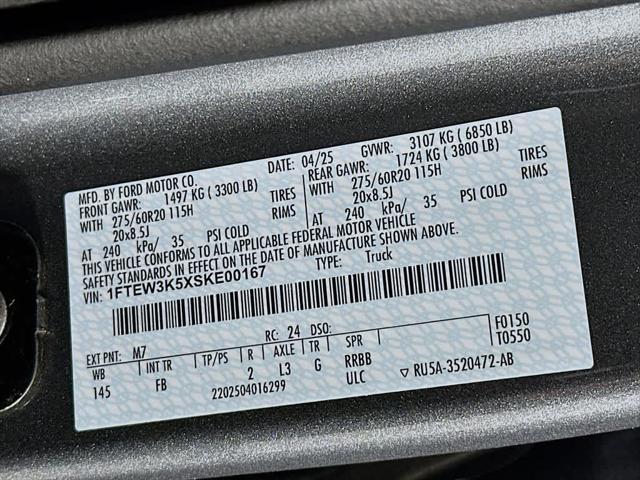 MFD. BY FORD MOTOR CO. DATE: 04/25 GVWR: 3107 KG ( 6850 LB)
FRONT GAWR: 1497 KG ( 3300 LB) REAR GAWR: 1724 KG ( 3800 LB)
WITH 275/60R20 115H TIRES WITH 275/60R20 115H TIRES
20x8.5J RIMS 20x8.5J RIMS
AT 240 kPa/ 35 PSI COLD AT 240 kPa/ 35 PSI COLD
THIS VEHICLE CONFORMS TO ALL APPLICABLE FEDERAL MOTOR VEHICLE
SAFETY STANDARDS IN EFFECT ON THE DATE OF MANUFACTURE SHOWN ABOVE.
VIN: 1FTEW3K5XSKE00167 TYPE: Truck
F0150
T0550
EXT PNT: M7 RC: 24 DSO:
WB INT TR TP/PS R AXLE TR SPR
145 FB 2 L3 G RRBB
ULC
2202504016299
▽ RU5A-3520472-AB